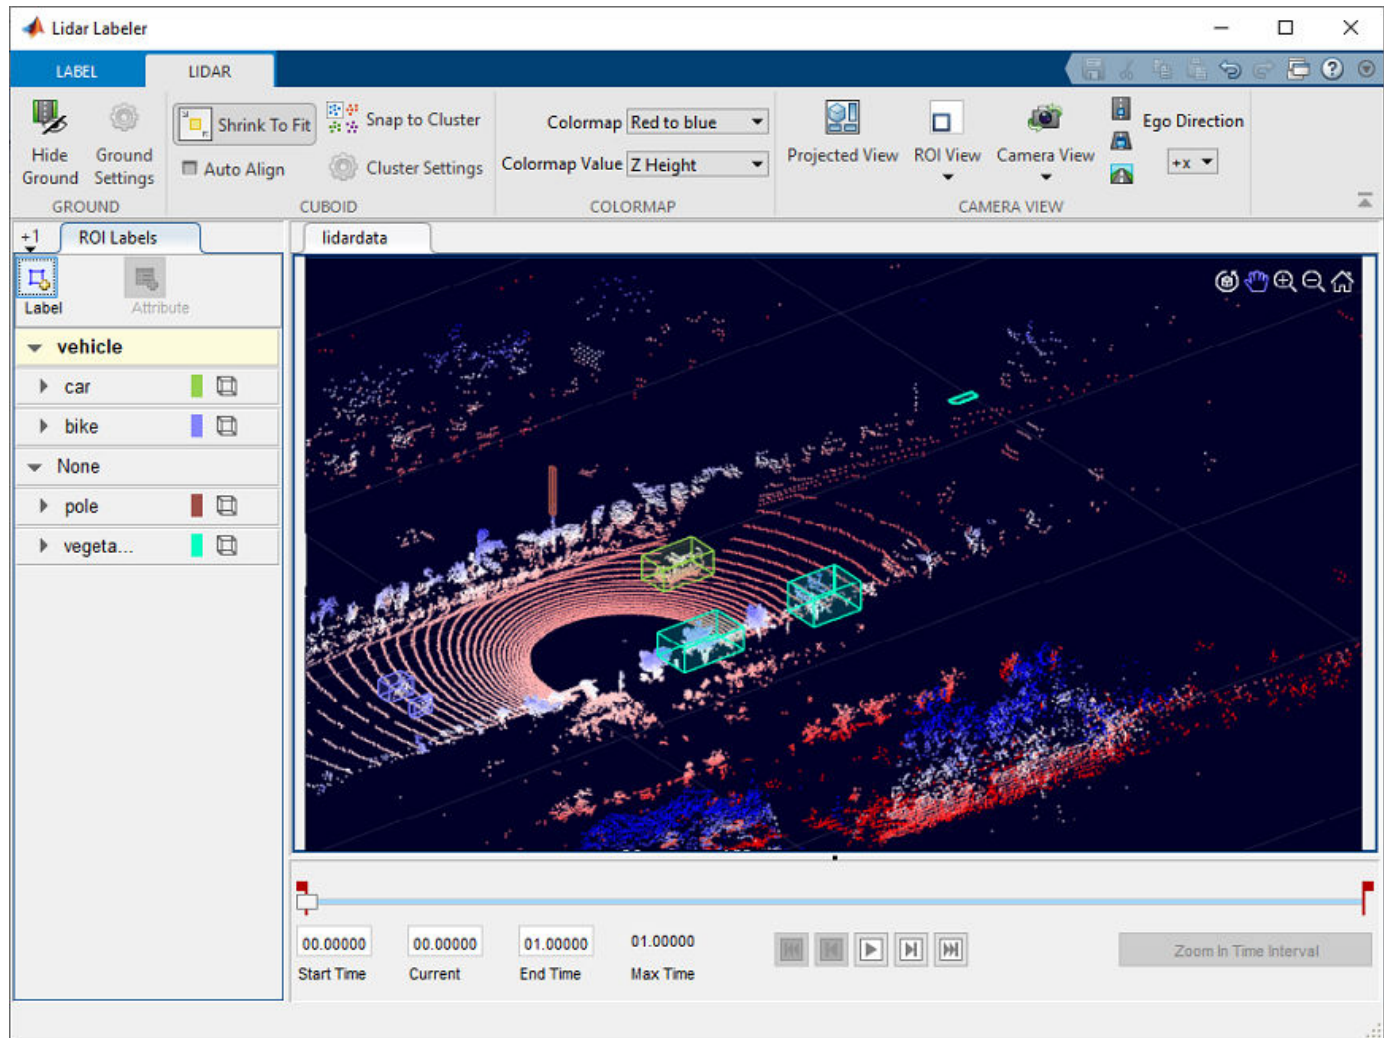 Lidar Labeler
LABEL
LIDAR
Hide Ground
Ground Settings
GROUND
Shrink To Fit
Auto Align
Snap to Cluster
Cluster Settings
CUBOID
Colormap Red to blue
Colormap Value Z Height
COLORMAP
Projected View
ROI View
Camera View
Ego Direction
+x
CAMERA VIEW
+1
ROI Labels
Label
Attribute
vehicle
car
bike
None
pole
vegeta...
lidardata
00.00000
00.00000
01.00000
01.00000
Start Time
Current
End Time
Max Time
Zoom In Time Interval